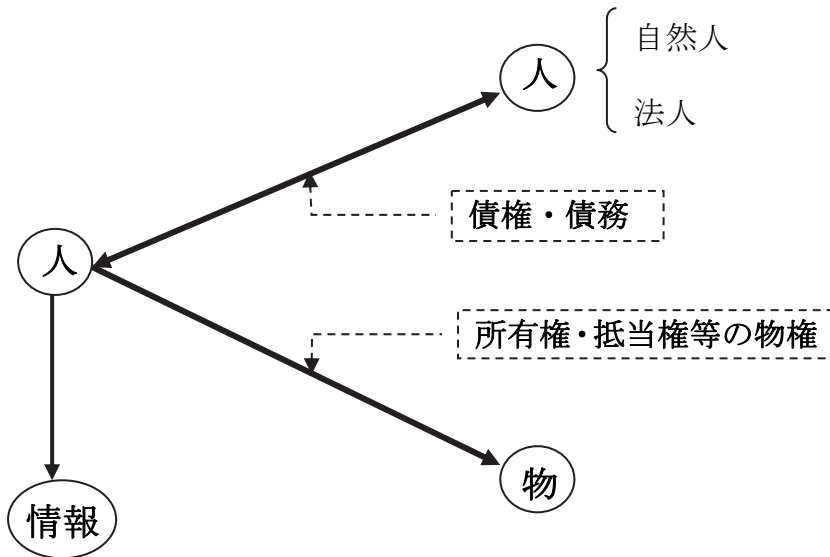 人
自然人
法人
債権・債務
人
所有権・抵当権等の物権
物
情報